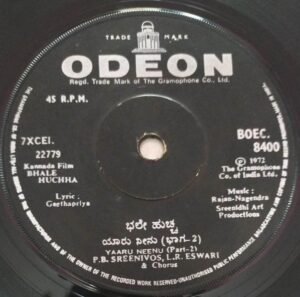 TRADE MARK
ODEON
Regd. Trade Mark of The Gramophone Co., Ltd.
45 R.P.M.
7XCEI.
22779
Kannada Film
BHALE
HUCHHA
Lyric :
Geethapriya
BOEC.
8400
℗ 1972
The Gramophone
Co. of India Ltd.
Music :
Rajan-Nagendra
Sreenidhi Art
Productions
ಭಲೇ ಹುಚ್ಚ
ಯಾರು ನೀನು (ಭಾಗ-2)
YAARU NEENU (Part-2)
P.B. SREENIVOS, L.R. ESWARI
& Chorus